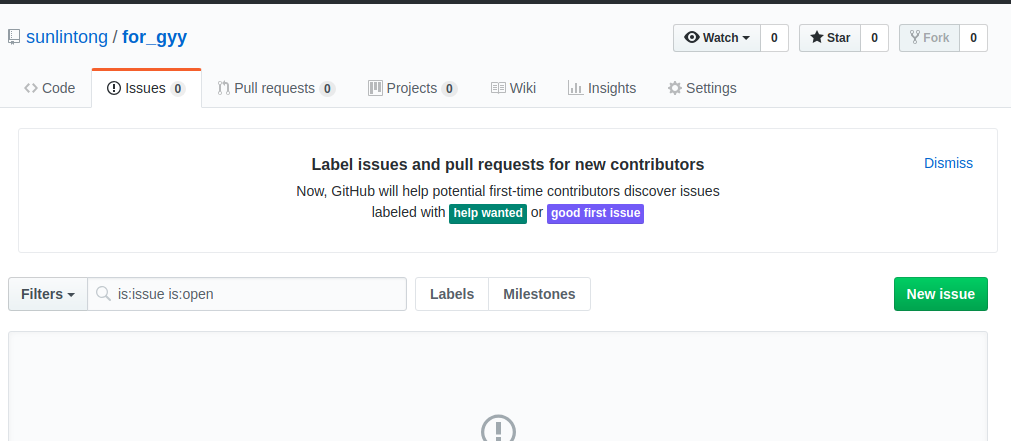 sunlintong / for_gyy
Watch 0 Star 0 Fork 0
Code Issues 0 Pull requests 0 Projects 0 Wiki Insights Settings
Label issues and pull requests for new contributors
Dismiss
Now, GitHub will help potential first-time contributors discover issues
labeled with help wanted or good first issue
Filters is:issue is:open Labels Milestones New issue